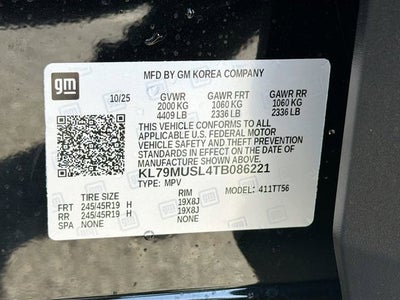 gm
MFD BY GM KOREA COMPANY
10/25 GVWR GAWR FRT GAWR RR
2000 KG 1060 KG 1060 KG
4409 LB 2336 LB 2336 LB
THIS VEHICLE CONFORMS TO ALL
APPLICABLE U.S. FEDERAL MOTOR
VEHICLE SAFETY AND THEFT PREVENTION
STANDARDS IN EFFECT ON THE DATE OF
MANUFACTURE SHOWN ABOVE.
KL79MUSL4TB086221
TYPE: MPV MODEL: 411TT56
TIRE SIZE RIM
FRT 245/45R19 H 19X8J
RR 245/45R19 H 19X8J
SPA NONE NONE